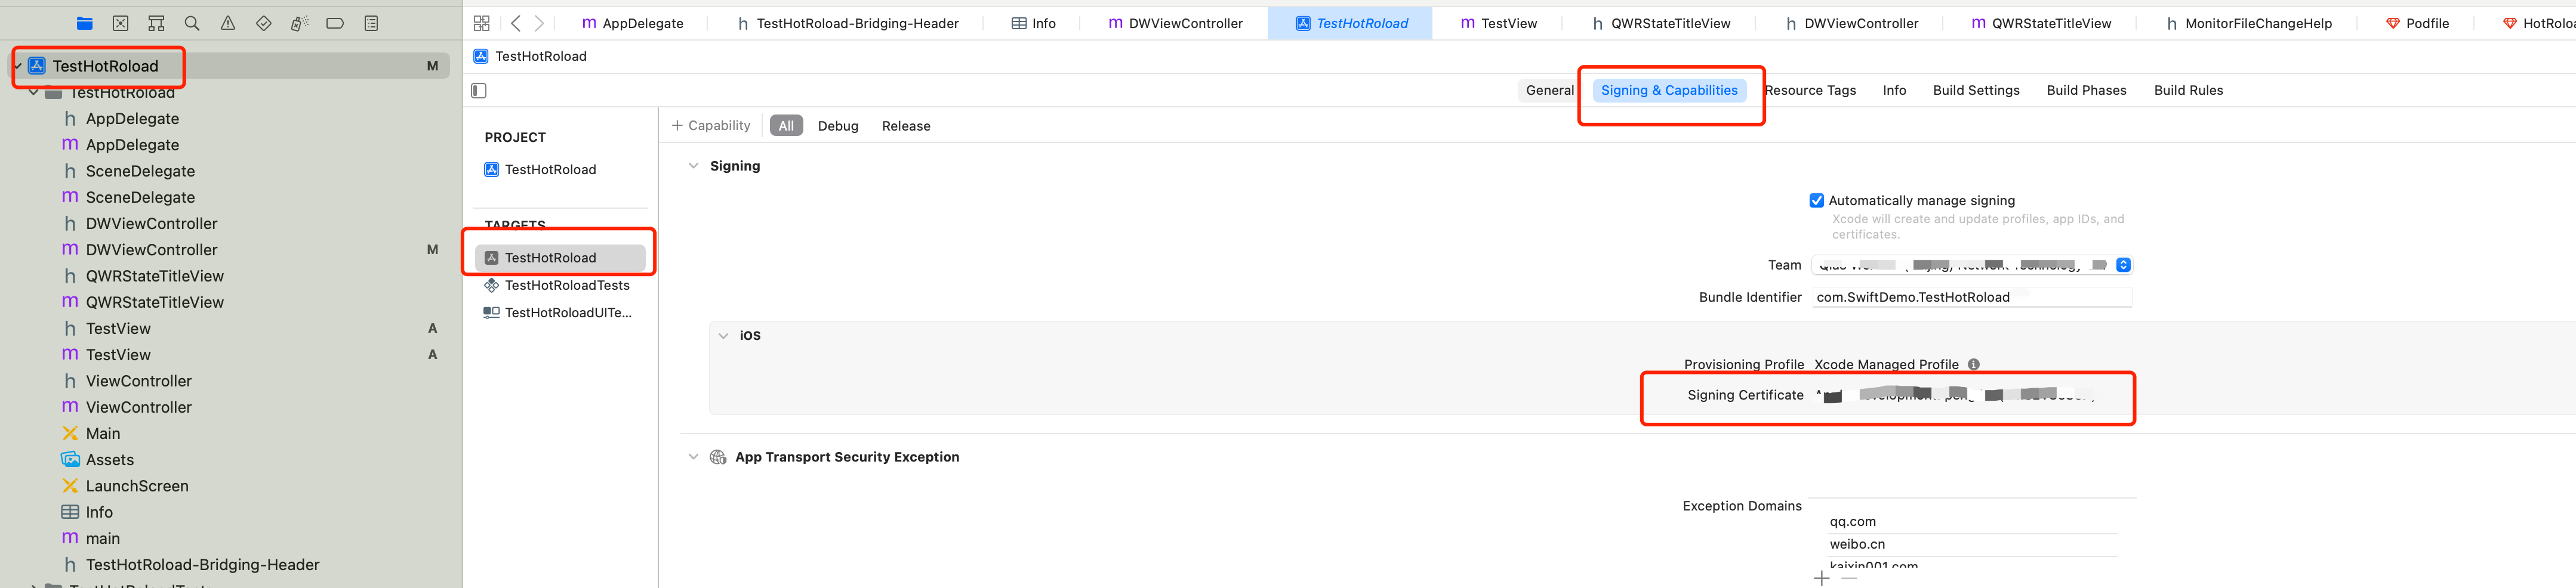 AppDelegate
TestHotRoload-Bridging-Header
Info
DWViewController
TestHotRoload
TestView
QWRStateTitleView
DWViewController
QWRStateTitleView
MonitorFileChangeHelp
Podfile
TestHotRoload M
TestHotRoload
General
Signing & Capabilities
Resource Tags
Info
Build Settings
Build Phases
Build Rules
TestHotRoload
h AppDelegate
m AppDelegate
h SceneDelegate
m SceneDelegate
h DWViewController
m DWViewController M
h QWRStateTitleView
m QWRStateTitleView
h TestView A
m TestView A
h ViewController
m ViewController
Main
Assets
LaunchScreen
Info
m main
h TestHotRoload-Bridging-Header
PROJECT
TestHotRoload
TARGETS
TestHotRoload
TestHotRoloadTests
TestHotRoloadUITe...
+ Capability
All
Debug
Release
Signing
Automatically manage signing
Xcode will create and update profiles, app IDs, and
certificates.
Team
Bundle Identifier com.SwiftDemo.TestHotRoload
iOS
Provisioning Profile Xcode Managed Profile
Signing Certificate
App Transport Security Exception
Exception Domains
qq.com
weibo.cn
kaixin001.com